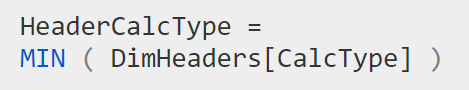 HeaderCalcType =
MIN ( DimHeaders[CalcType] )